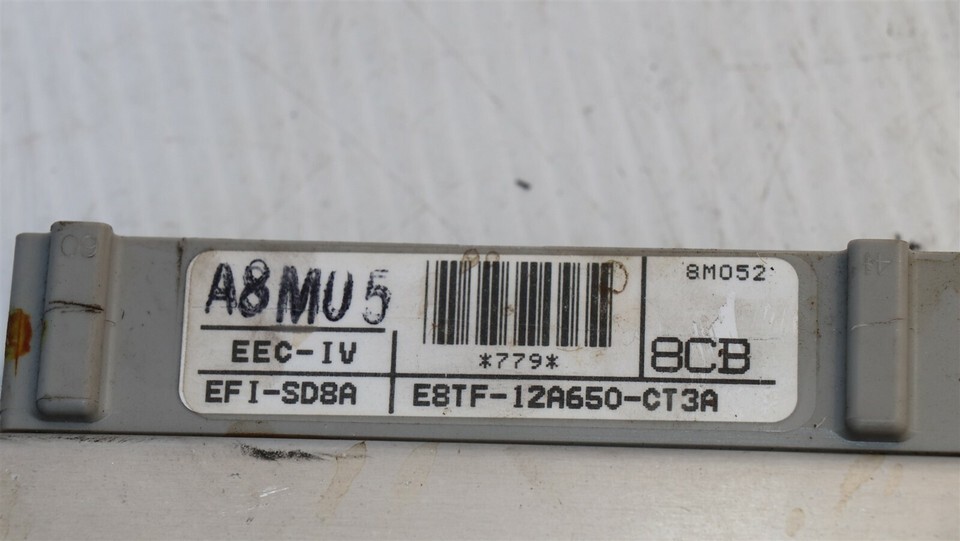 A8MU5
8M052
*779*
8CB
EEC-IV
EFI-SD8A
E8TF-12A650-CT3A